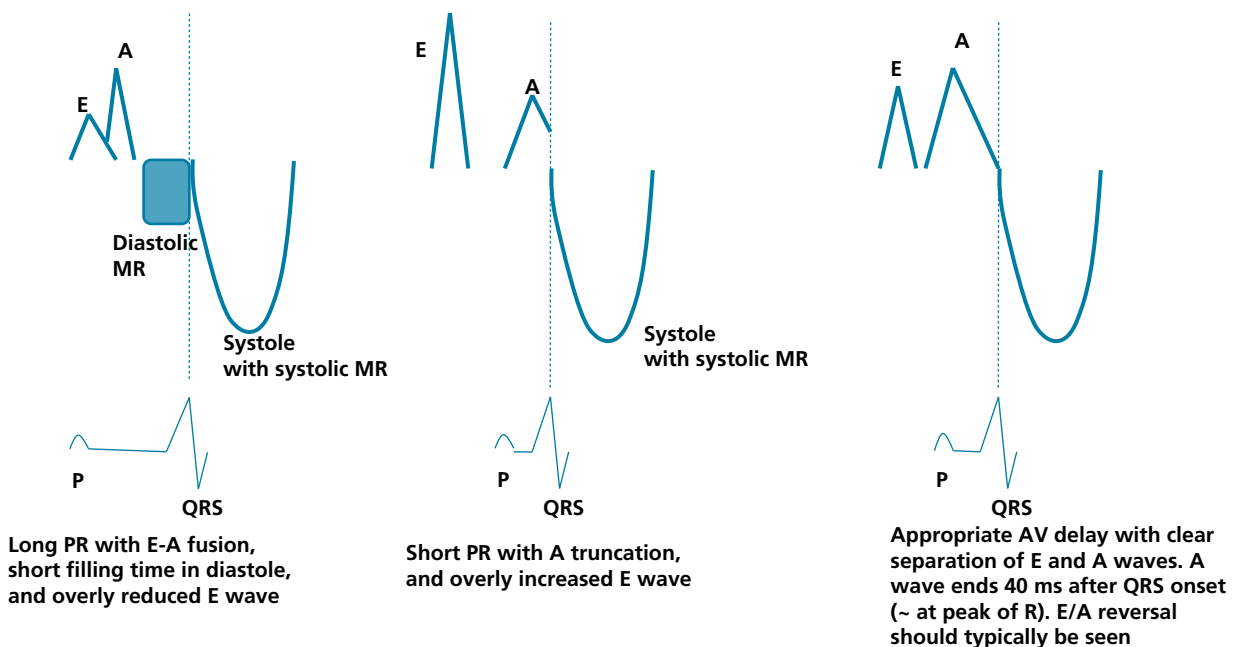 A
E
Diastolic
MR
Systole
with systolic MR
P
QRS
Long PR with E-A fusion,
short filling time in diastole,
and overly reduced E wave
E
A
Systole
with systolic MR
P
QRS
Short PR with A truncation,
and overly increased E wave
A
E
P
QRS
Appropriate AV delay with clear
separation of E and A waves. A
wave ends 40 ms after QRS onset
(~ at peak of R). E/A reversal
should typically be seen